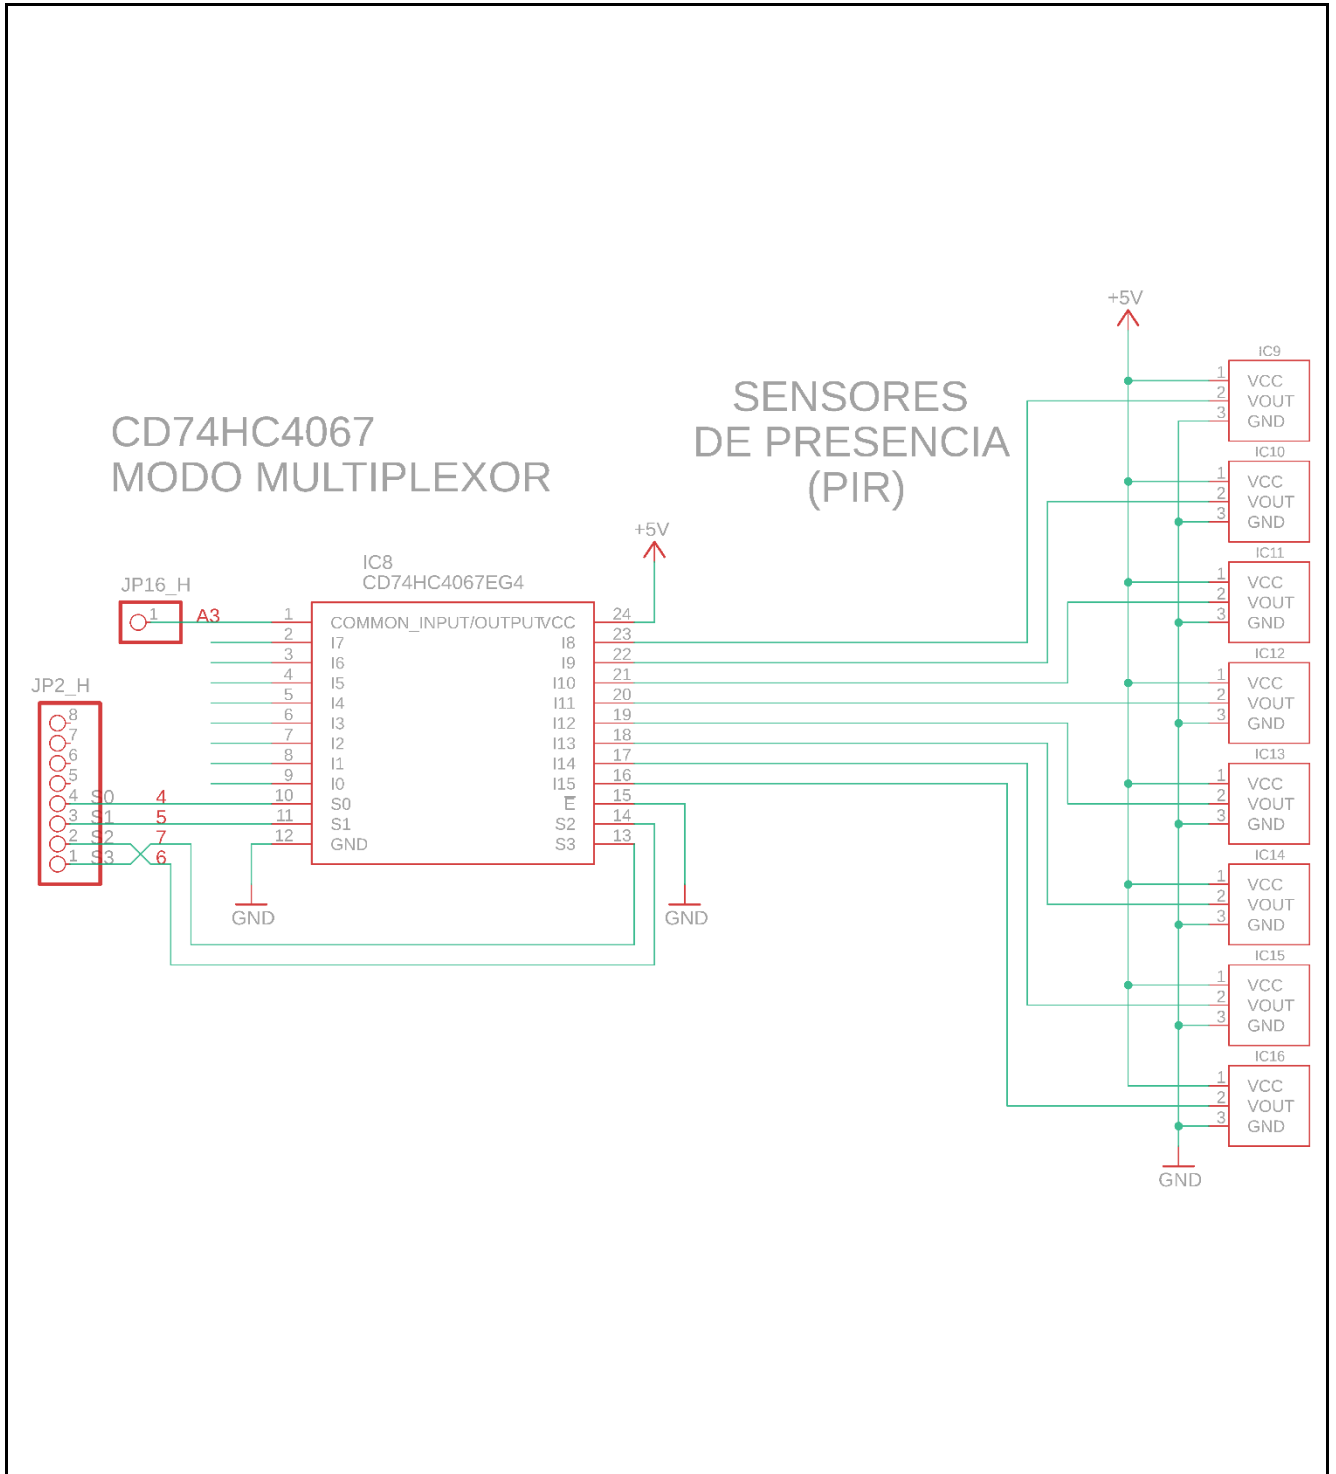 +5V
SENSORES
DE PRESENCIA
(PIR)
CD74HC4067
MODO MULTIPLEXOR
+5V
IC8
CD74HC4067EG4
JP16_H
1
A3
JP2_H
8
7
6
5
4 S0 4
3 S1 5
2 S2 7
1 S3 6
1 COMMON_INPUT/OUTPUT VCC 24
2 I7 I8 23
3 I6 I9 22
4 I5 I10 21
5 I4 I11 20
6 I3 I12 19
7 I2 I13 18
8 I1 I14 17
9 I0 I15 16
10 S0 E 15
11 S1 S2 14
12 GND S3 13
GND
GND
IC9
1 VCC
2 VOUT
3 GND
IC10
1 VCC
2 VOUT
3 GND
IC11
1 VCC
2 VOUT
3 GND
IC12
1 VCC
2 VOUT
3 GND
IC13
1 VCC
2 VOUT
3 GND
IC14
1 VCC
2 VOUT
3 GND
IC15
1 VCC
2 VOUT
3 GND
IC16
1 VCC
2 VOUT
3 GND
GND